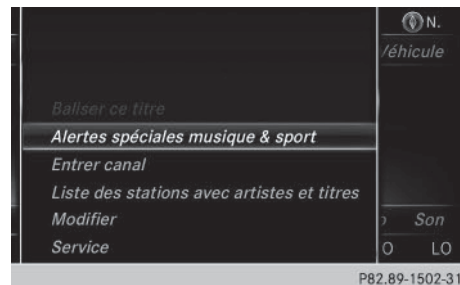 N.
Véhicule
Baliser ce titre
Alertes spéciales musique & sport
Entrer canal
Liste des stations avec artistes et titres
Modifier
Son
Service
O LO
P82.89-1502-31